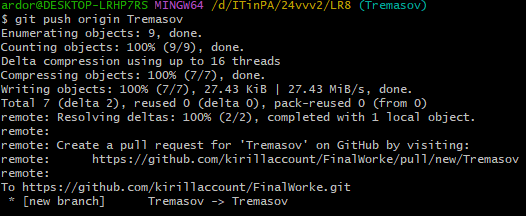 ardor@DESKTOP-LRHP7RS MINGW64 /d/ITinPA/24vvv2/LR8 (Tremasov)
$ git push origin Tremasov
Enumerating objects: 9, done.
Counting objects: 100% (9/9), done.
Delta compression using up to 16 threads
Compressing objects: 100% (7/7), done.
Writing objects: 100% (7/7), 27.43 KiB | 27.43 MiB/s, done.
Total 7 (delta 2), reused 0 (delta 0), pack-reused 0 (from 0)
remote: Resolving deltas: 100% (2/2), completed with 1 local object.
remote:
remote: Create a pull request for 'Tremasov' on GitHub by visiting:
remote:      https://github.com/kirillaccount/FinalWorke/pull/new/Tremasov
remote:
To https://github.com/kirillaccount/FinalWorke.git
 * [new branch]      Tremasov -> Tremasov